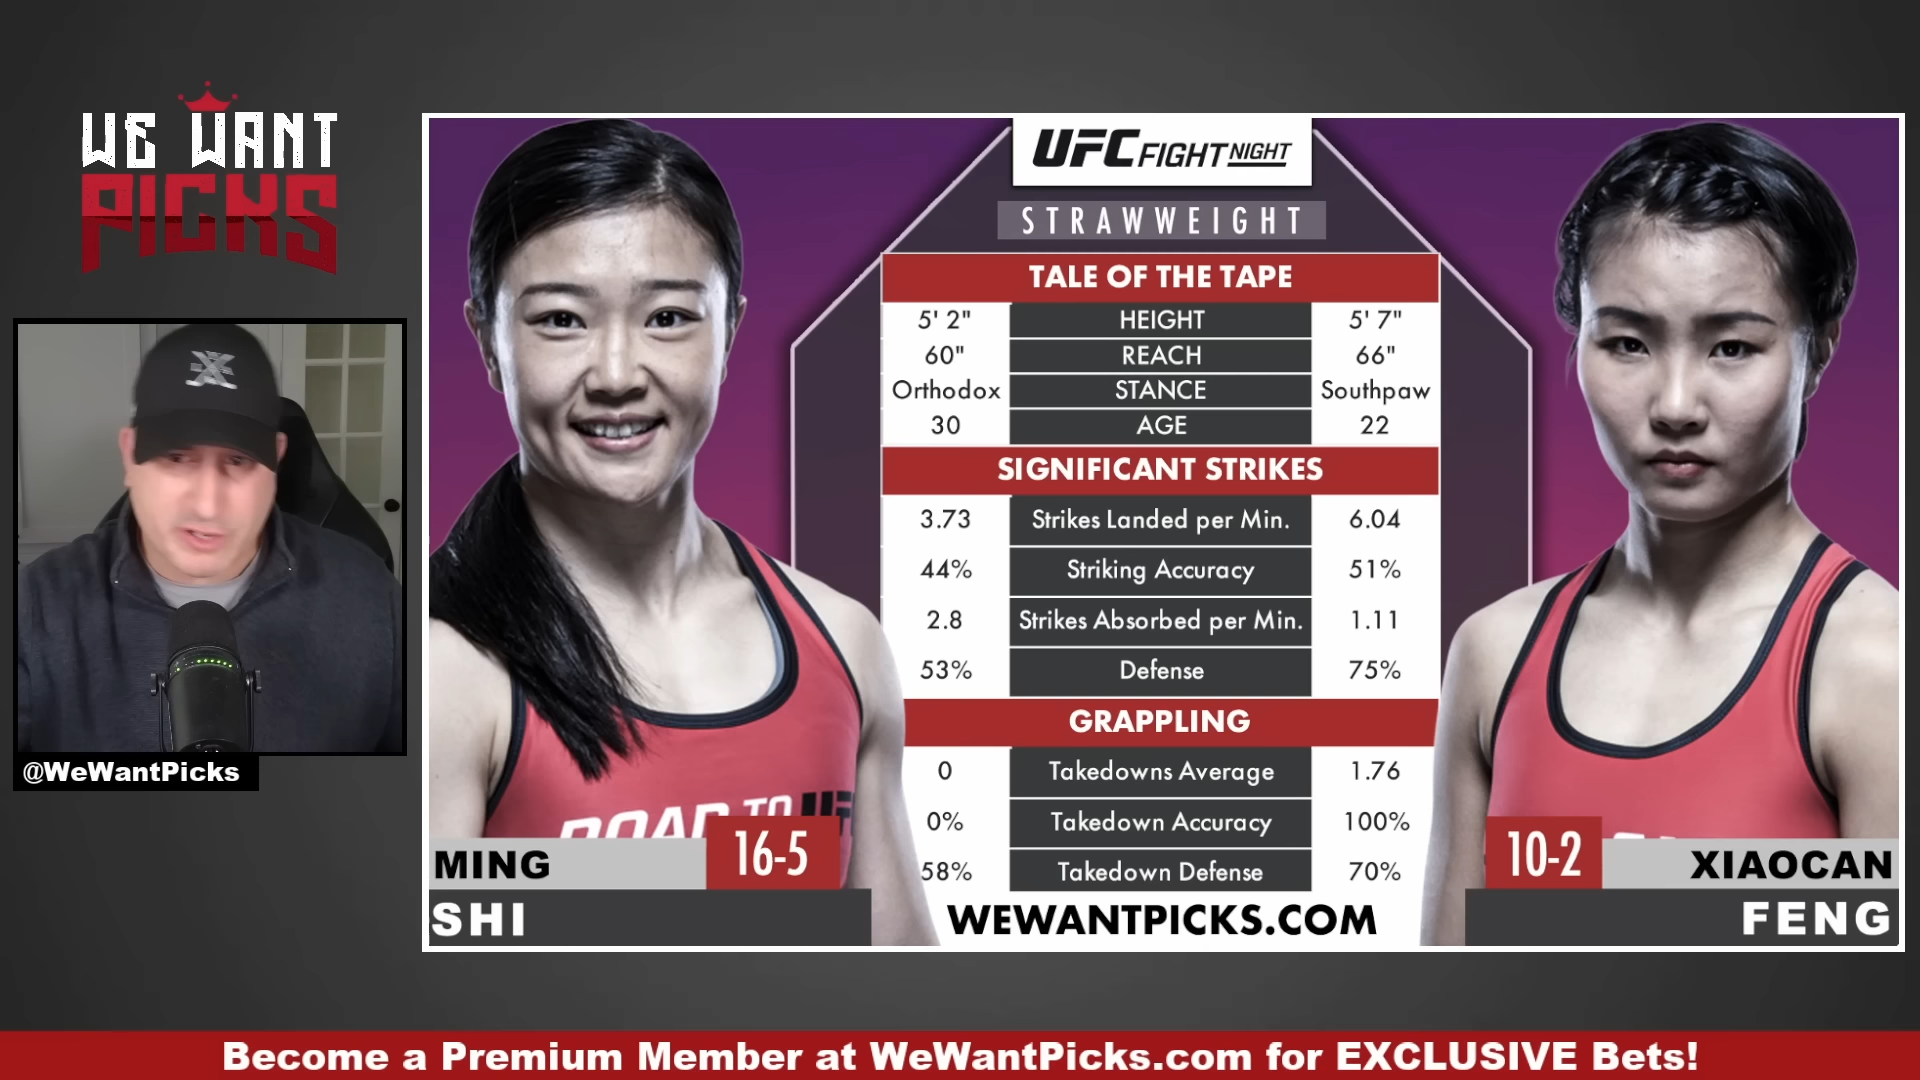 WE WANT
PICKS
@WeWantPicks
UFC FIGHT NIGHT
STRAWWEIGHT
TALE OF THE TAPE
5' 2" HEIGHT 5' 7"
60" REACH 66"
Orthodox STANCE Southpaw
30 AGE 22
SIGNIFICANT STRIKES
3.73 Strikes Landed per Min. 6.04
44% Striking Accuracy 51%
2.8 Strikes Absorbed per Min. 1.11
53% Defense 75%
GRAPPLING
0 Takedowns Average 1.76
0% Takedown Accuracy 100%
58% Takedown Defense 70%
WEWANTPICKS.COM
ROAD TO UFC
MING 16-5
SHI
10-2 XIAOCAN
FENG
Become a Premium Member at WeWantPicks.com for EXCLUSIVE Bets!